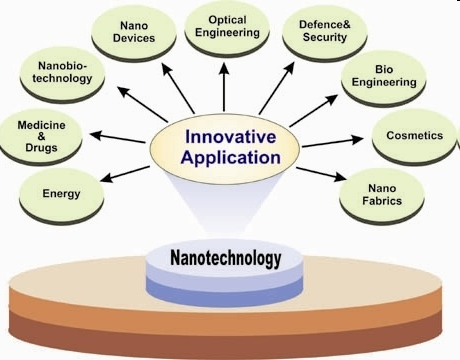 Optical
Engineering
Nano
Devices
Defence&
Security
Nanobio-
technology
Bio
Engineering
Medicine
&
Drugs
Innovative
Application
Cosmetics
Energy
Nano
Fabrics
Nanotechnology